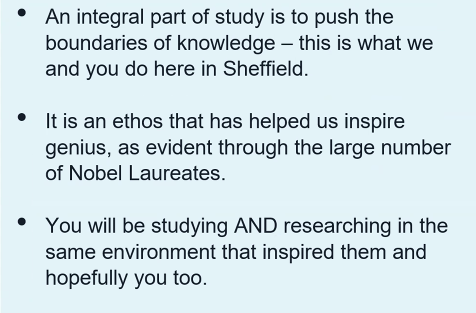 • An integral part of study is to push the
boundaries of knowledge – this is what we
and you do here in Sheffield.
• It is an ethos that has helped us inspire
genius, as evident through the large number
of Nobel Laureates.
• You will be studying AND researching in the
same environment that inspired them and
hopefully you too.